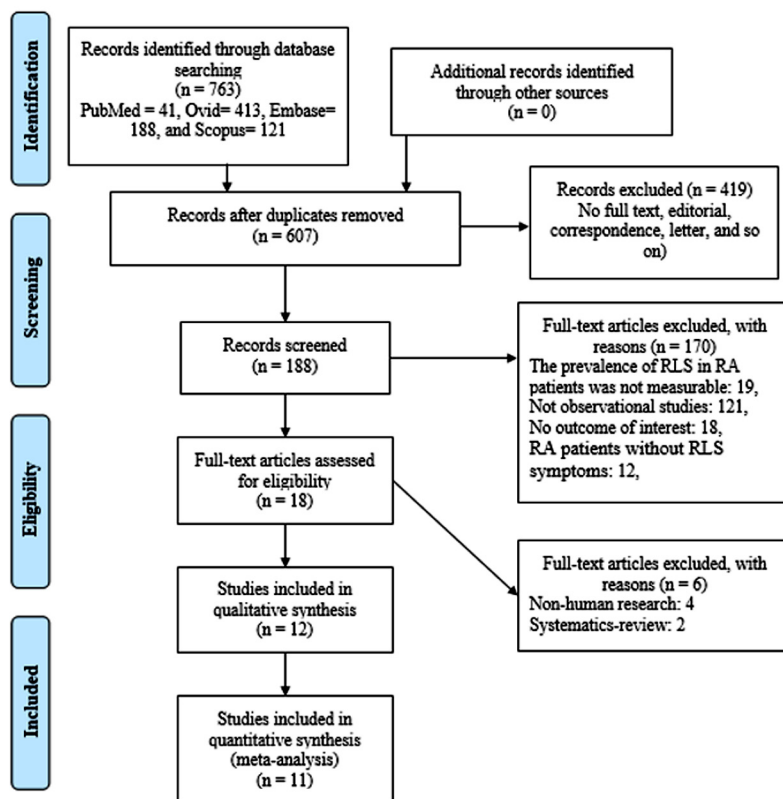 Identification
Records identified through database
searching
(n = 763)
PubMed = 41, Ovid= 413, Embase=
188, and Scopus= 121
Additional records identified
through other sources
(n = 0)
Records after duplicates removed
(n = 607)
Records excluded (n = 419)
No full text, editorial,
correspondence, letter, and so
on)
Screening
Records screened
(n = 188)
Full-text articles excluded, with
reasons (n = 170)
The prevalence of RLS in RA
patients was not measurable: 19,
Not observational studies: 121,
No outcome of interest: 18,
RA patients without RLS
symptoms: 12,
Eligibility
Full-text articles assessed
for eligibility
(n = 18)
Full-text articles excluded, with
reasons (n = 6)
Non-human research: 4
Systematics-review: 2
Studies included in
qualitative synthesis
(n = 12)
Included
Studies included in
quantitative synthesis
(meta-analysis)
(n = 11)